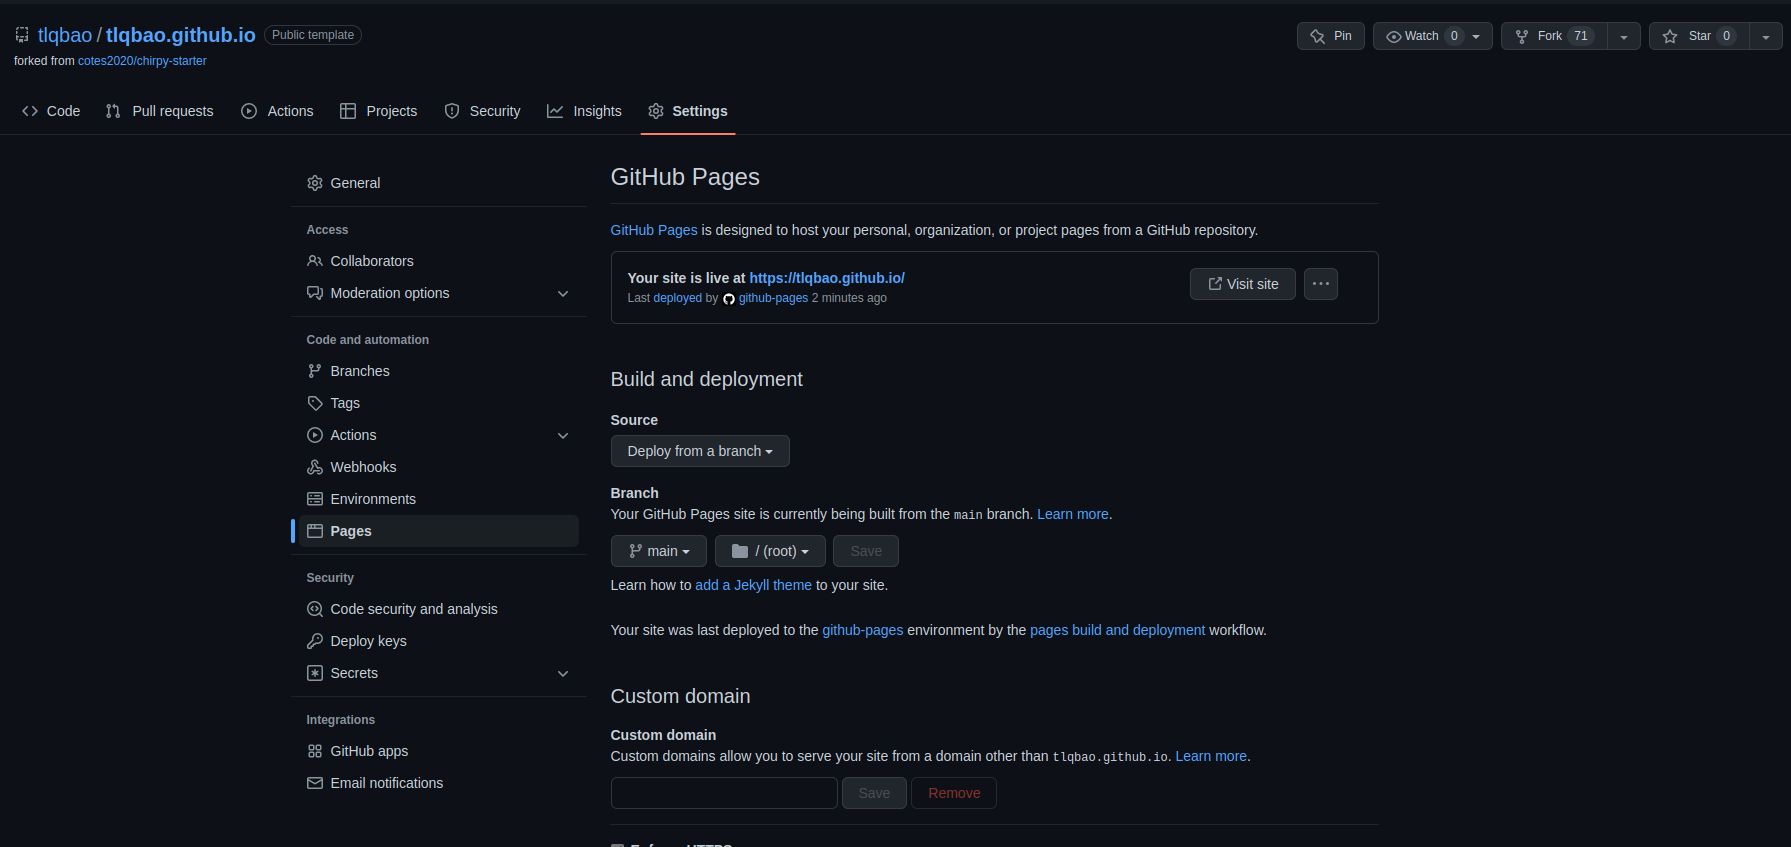 tlqbao / tlqbao.github.io Public template
Pin Watch 0 Fork 71 Star 0
forked from cotes2020/chirpy-starter
Code Pull requests Actions Projects Security Insights Settings
General
Access
Collaborators
Moderation options
Code and automation
Branches
Tags
Actions
Webhooks
Environments
Pages
Security
Code security and analysis
Deploy keys
Secrets
Integrations
GitHub apps
Email notifications
GitHub Pages
GitHub Pages is designed to host your personal, organization, or project pages from a GitHub repository.
Your site is live at https://tlqbao.github.io/
Last deployed by github-pages 2 minutes ago
Visit site
Build and deployment
Source
Deploy from a branch
Branch
Your GitHub Pages site is currently being built from the main branch. Learn more.
main / (root) Save
Learn how to add a Jekyll theme to your site.
Your site was last deployed to the github-pages environment by the pages build and deployment workflow.
Custom domain
Custom domain
Custom domains allow you to serve your site from a domain other than tlqbao.github.io. Learn more.
Save Remove